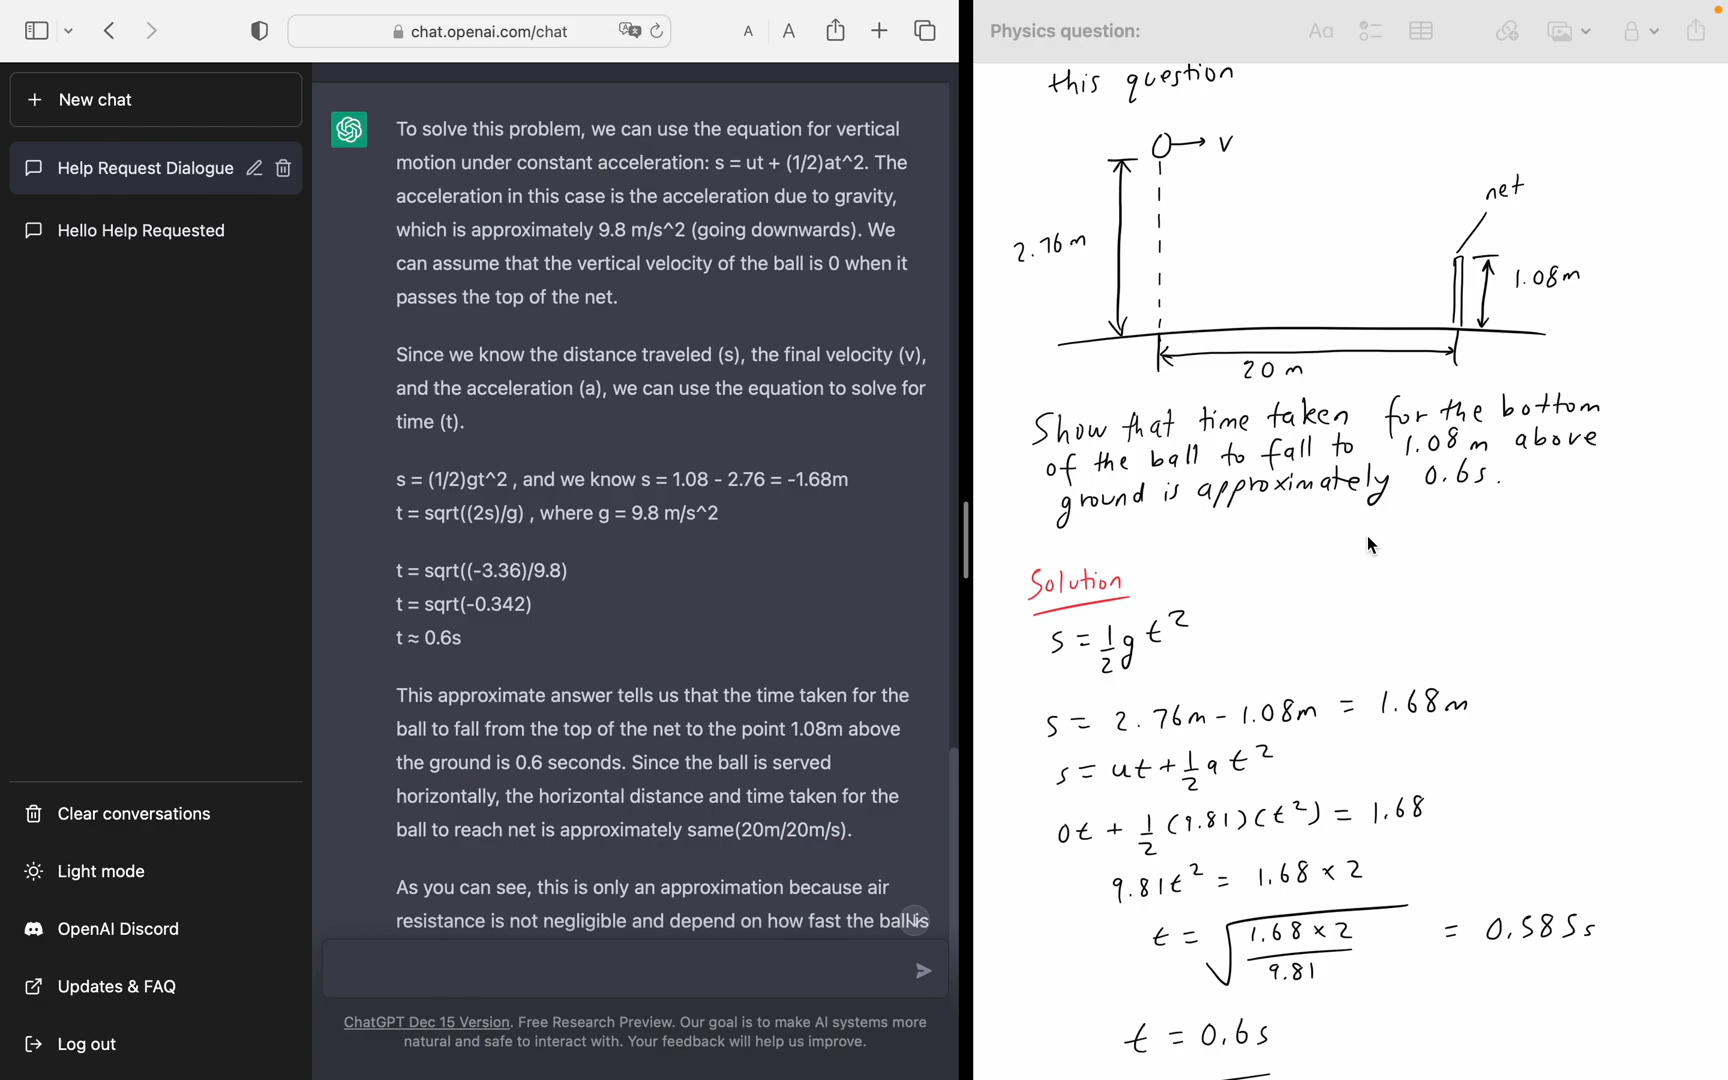 chat.openai.com/chat
A
A
New chat
Help Request Dialogue
Hello Help Requested
Clear conversations
Light mode
OpenAI Discord
Updates & FAQ
Log out
To solve this problem, we can use the equation for vertical
motion under constant acceleration: s = ut + (1/2)at^2. The
acceleration in this case is the acceleration due to gravity,
which is approximately 9.8 m/s^2 (going downwards). We
can assume that the vertical velocity of the ball is 0 when it
passes the top of the net.
Since we know the distance traveled (s), the final velocity (v),
and the acceleration (a), we can use the equation to solve for
time (t).
s = (1/2)gt^2 , and we know s = 1.08 - 2.76 = -1.68m
t = sqrt((2s)/g) , where g = 9.8 m/s^2
t = sqrt((-3.36)/9.8)
t = sqrt(-0.342)
t ≈ 0.6s
This approximate answer tells us that the time taken for the
ball to fall from the top of the net to the point 1.08m above
the ground is 0.6 seconds. Since the ball is served
horizontally, the horizontal distance and time taken for the
ball to reach net is approximately same(20m/20m/s).
As you can see, this is only an approximation because air
resistance is not negligible and depend on how fast the ball is
ChatGPT Dec 15 Version. Free Research Preview. Our goal is to make AI systems more
natural and safe to interact with. Your feedback will help us improve.
Physics question:
Aa
this question
v
net
2.76 m
1.08m
20 m
Show that time taken for the bottom
of the ball to fall to 1.08 m above
ground is approximately 0.6s.
Solution
s = 1/2 g t²
s = 2.76m - 1.08m = 1.68m
s = ut + 1/2 a t²
0t + 1/2 (9.81)(t²) = 1.68
9.81t² = 1.68 × 2
t = √(1.68 × 2 / 9.81) = 0.585s
t = 0.6s